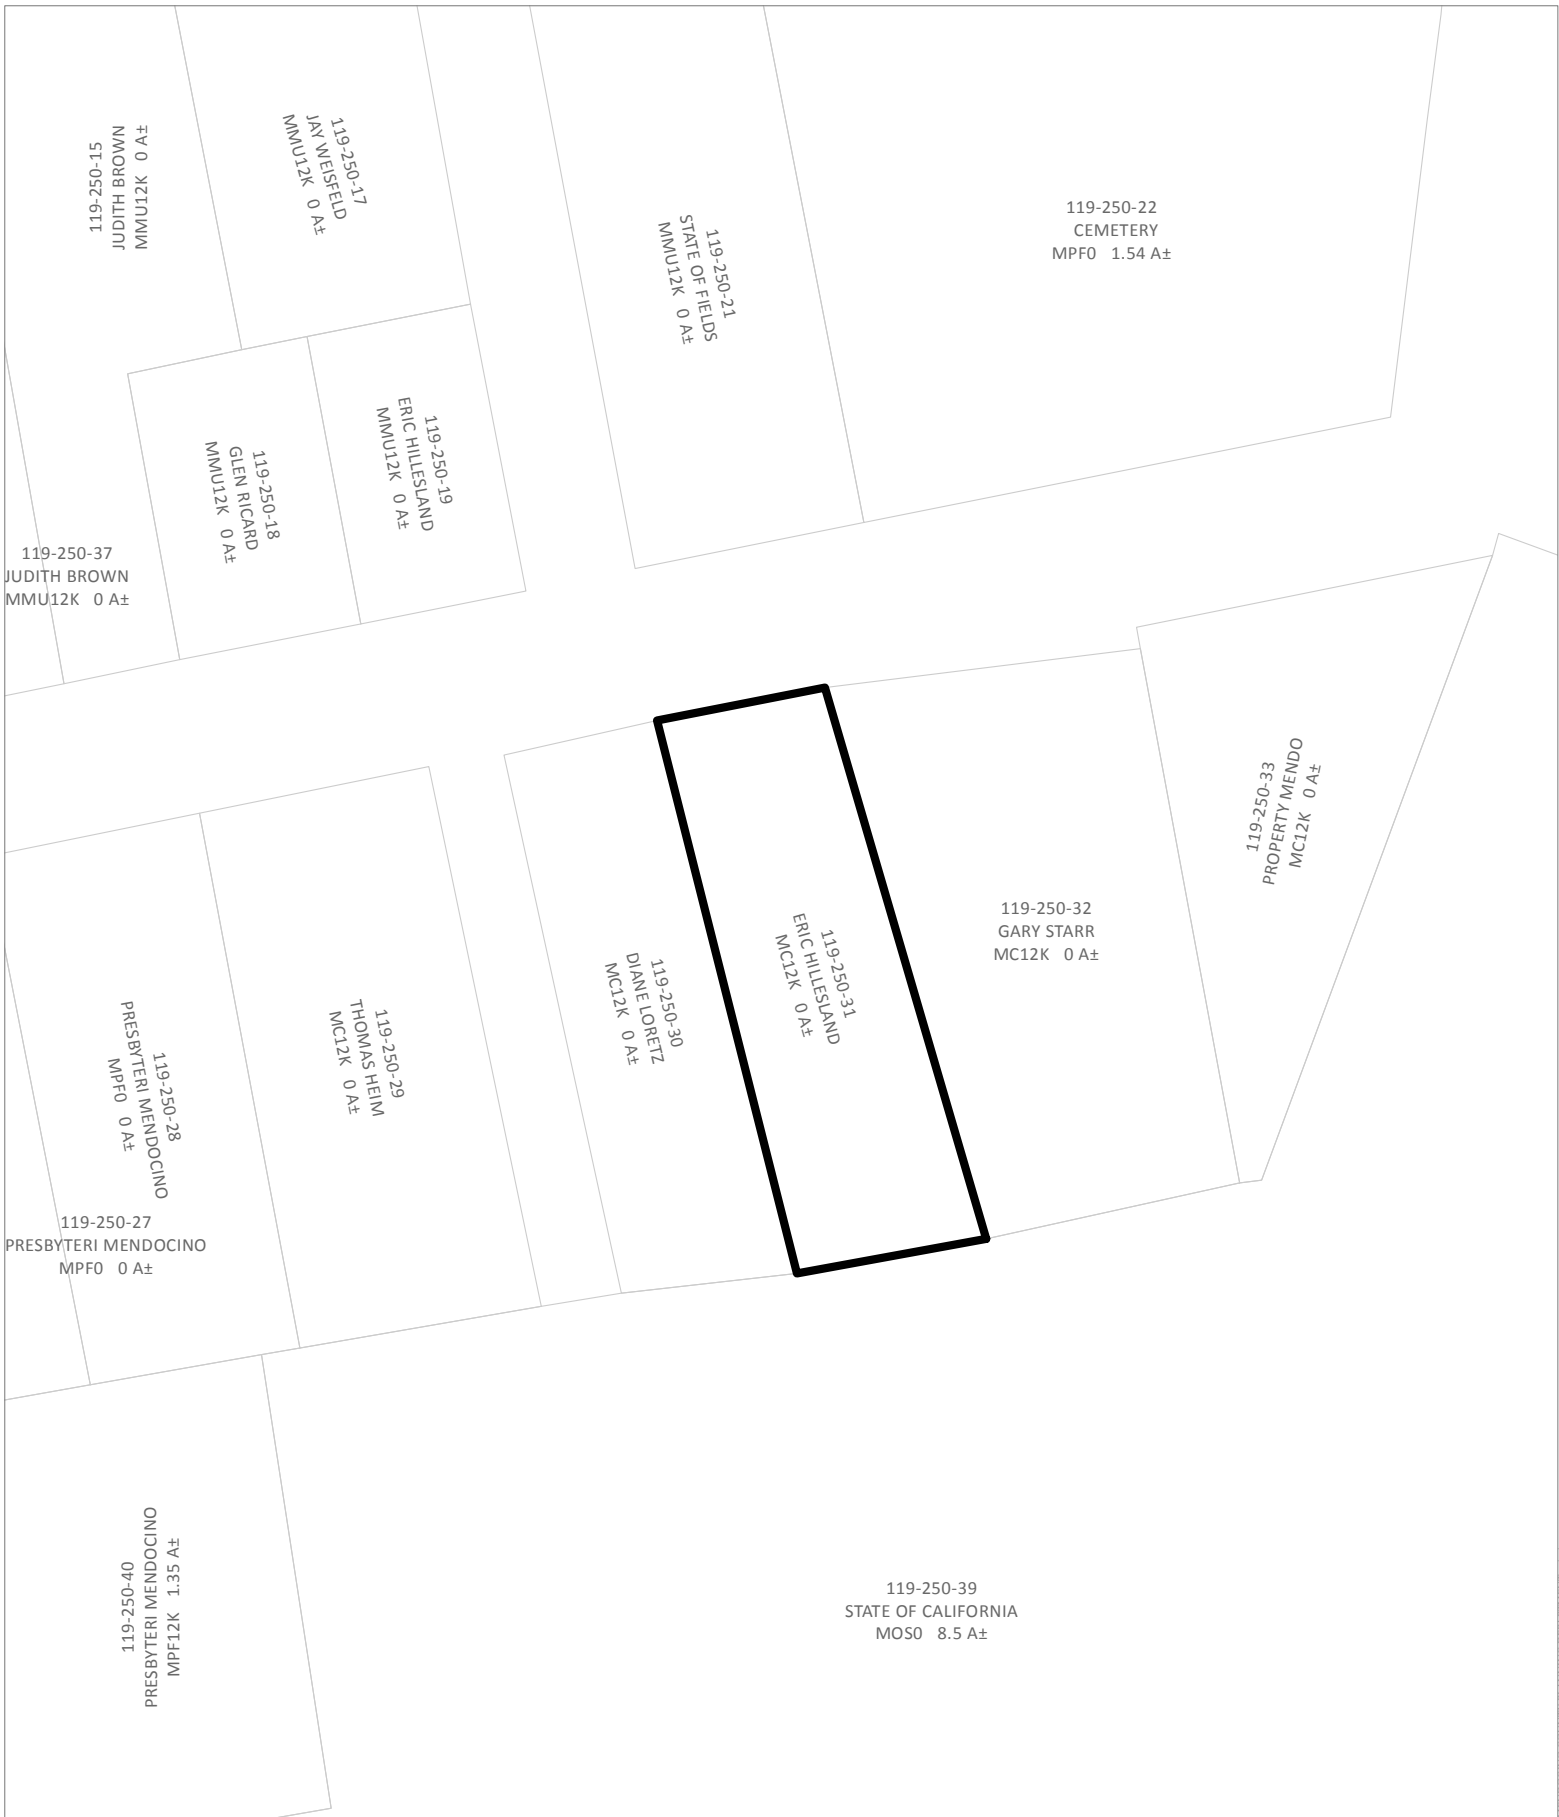 119-250-15
JUDITH BROWN
MMU12K 0 A±
119-250-17
JAY WEISFELD
MMU12K 0 A±
119-250-21
STATE OF FIELDS
MMU12K 0 A±
119-250-22
CEMETERY
MPF0 1.54 A±
119-250-18
GLEN RICARD
MMU12K 0 A±
119-250-19
ERIC HILLESLAND
MMU12K 0 A±
119-250-37
JUDITH BROWN
MMU12K 0 A±
119-250-33
PROPERTY MENDO
MC12K 0 A±
119-250-32
GARY STARR
MC12K 0 A±
119-250-31
ERIC HILLESLAND
MC12K 0 A±
119-250-30
DIANE LORETZ
MC12K 0 A±
119-250-29
THOMAS HEIM
MC12K 0 A±
119-250-28
PRESBYTERI MENDOCINO
MPF0 0 A±
119-250-27
PRESBYTERI MENDOCINO
MPF0 0 A±
119-250-40
PRESBYTERI MENDOCINO
MPF12K 1.35 A±
119-250-39
STATE OF CALIFORNIA
MOS0 8.5 A±